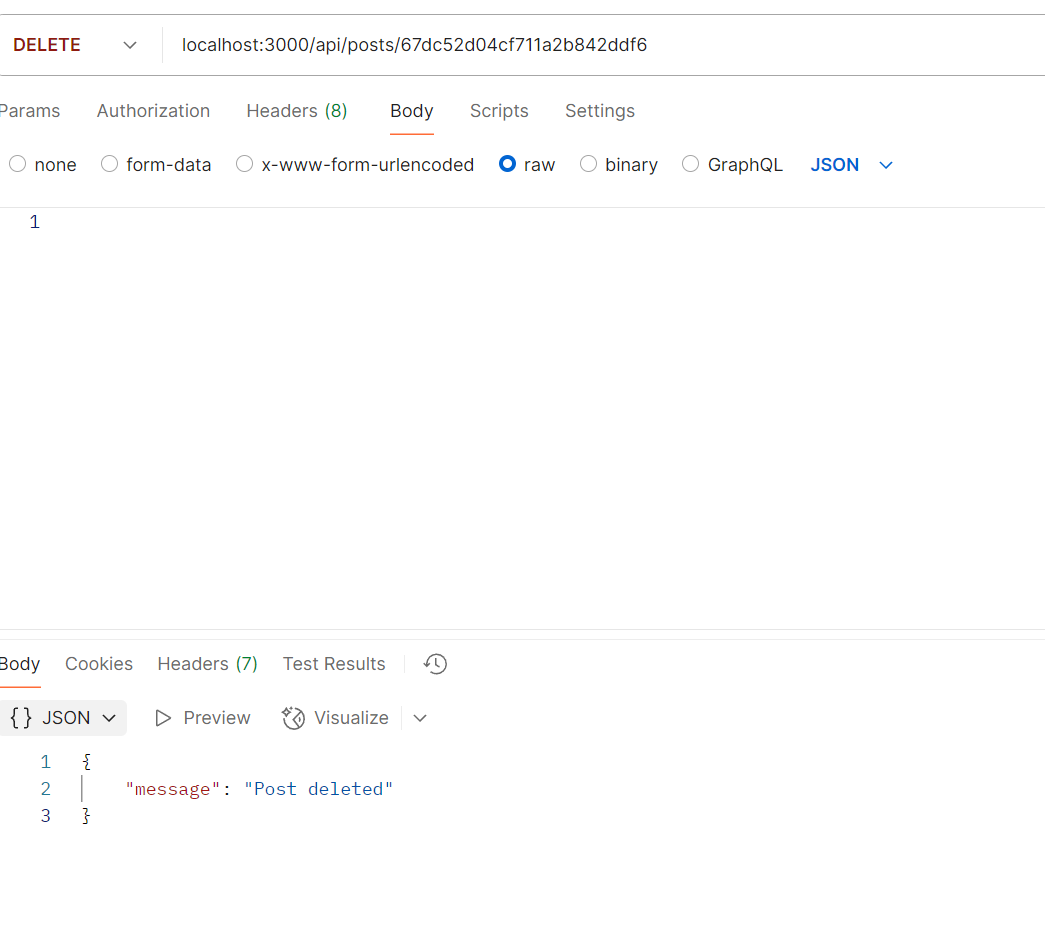 DELETE localhost:3000/api/posts/67dc52d04cf711a2b842ddf6
Params Authorization Headers (8) Body Scripts Settings
none form-data x-www-form-urlencoded raw binary GraphQL JSON
1
Body Cookies Headers (7) Test Results
{} JSON Preview Visualize
1 {
2 "message": "Post deleted"
3 }